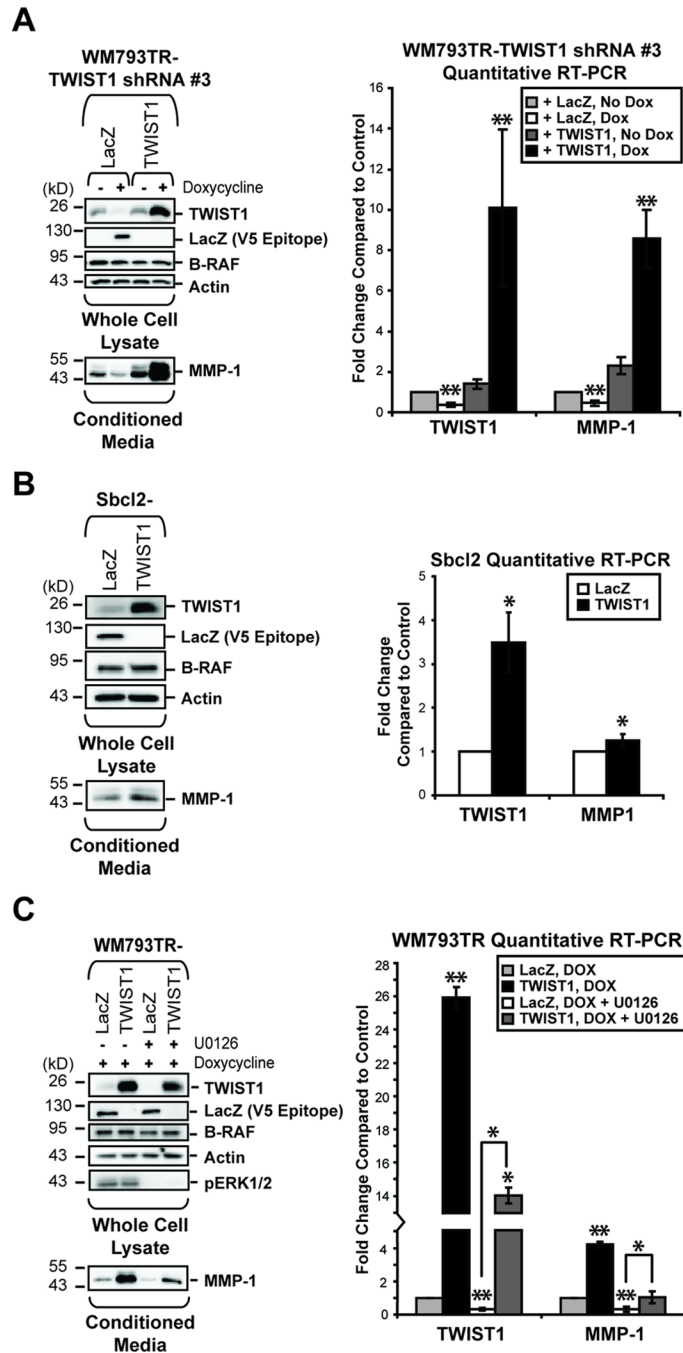 A
WM793TR-
TWIST1 shRNA #3
LacZ
TWIST1
(kD)
- + - + Doxycycline
26 TWIST1
130 LacZ (V5 Epitope)
95 B-RAF
43 Actin
Whole Cell
Lysate
55
43 MMP-1
Conditioned
Media
WM793TR-TWIST1 shRNA #3
Quantitative RT-PCR
+ LacZ, No Dox
+ LacZ, Dox
+ TWIST1, No Dox
+ TWIST1, Dox
Fold Change Compared to Control
16
14
12
10
8
6
4
2
0
** ** ** **
TWIST1 MMP-1
B
Sbcl2-
LacZ
TWIST1
(kD)
26 TWIST1
130 LacZ (V5 Epitope)
95 B-RAF
43 Actin
Whole Cell
Lysate
55
43 MMP-1
Conditioned
Media
Sbcl2 Quantitative RT-PCR
LacZ
TWIST1
Fold Change
Compared to Control
5
4
3
2
1
0
* *
TWIST1 MMP1
C
WM793TR-
LacZ
TWIST1
LacZ
TWIST1
- - + + U0126
(kD) + + + + Doxycycline
26 TWIST1
130 LacZ (V5 Epitope)
95 B-RAF
43 Actin
43 pERK1/2
Whole Cell
Lysate
55
43 MMP-1
Conditioned
Media
WM793TR Quantitative RT-PCR
LacZ, DOX
TWIST1, DOX
LacZ, DOX + U0126
TWIST1, DOX + U0126
Fold Change Compared to Control
28
26
24
22
20
18
16
14
4
2
0
** ** * * ** ** *
TWIST1 MMP-1